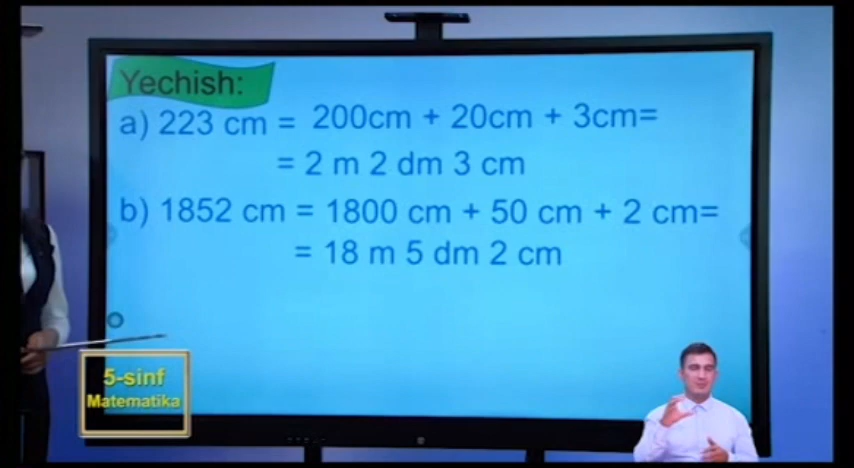 Yechish:
a) 223 cm = 200cm + 20cm + 3cm=
= 2 m 2 dm 3 cm
b) 1852 cm = 1800 cm + 50 cm + 2 cm=
= 18 m 5 dm 2 cm
5-sinf
Matematika